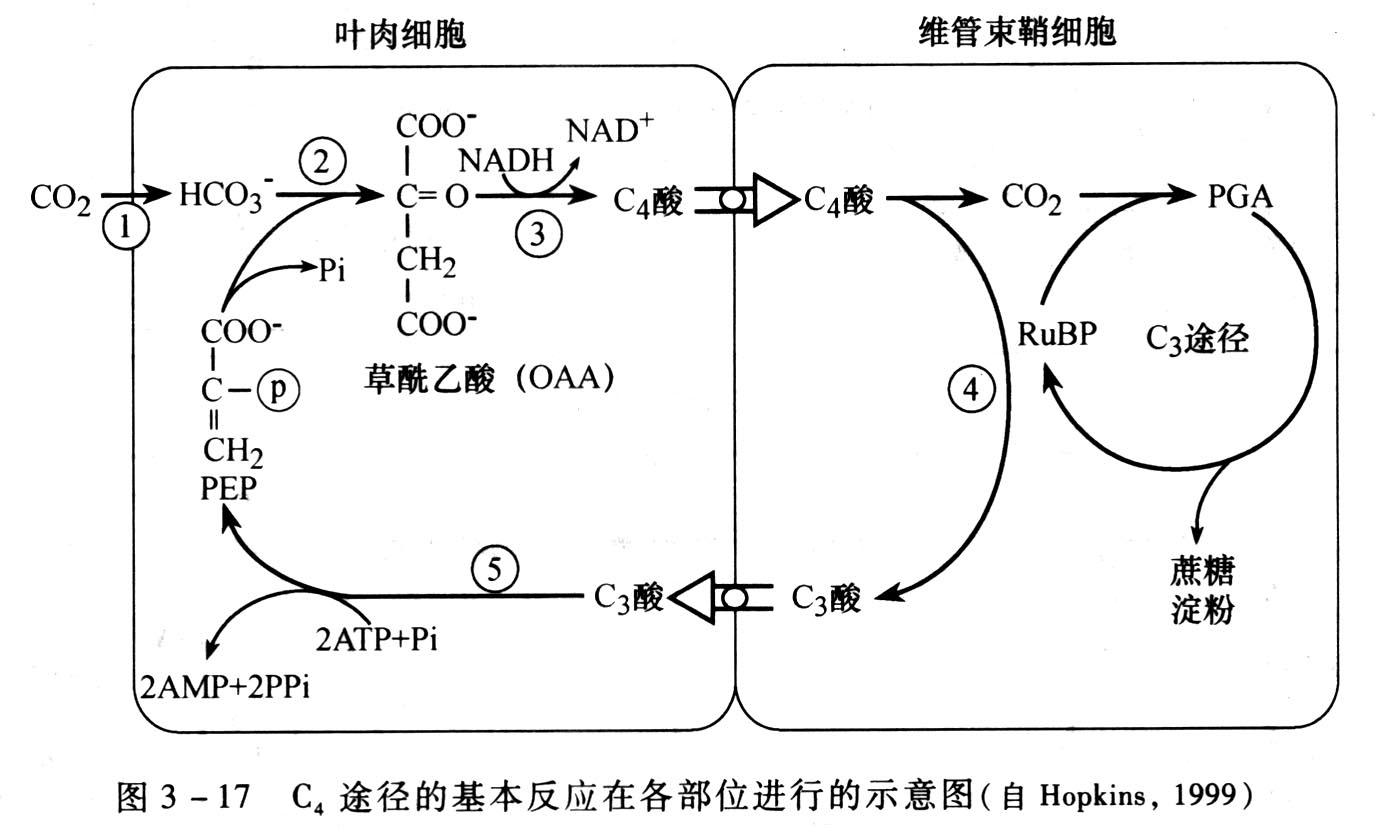 叶肉细胞
维管束鞘细胞
CO₂
①
HCO₃⁻
②
COO⁻
C=O
CH₂
COO⁻
草酰乙酸（OAA）
NADH
NAD⁺
③
C₄酸
C₄酸
CO₂
PGA
Pi
COO⁻
C—ⓟ
CH₂
PEP
RuBP
C₃途径
④
⑤
C₃酸
C₃酸
蔗糖
淀粉
2ATP+Pi
2AMP+2PPi
图 3-17 C₄ 途径的基本反应在各部位进行的示意图(自 Hopkins, 1999)